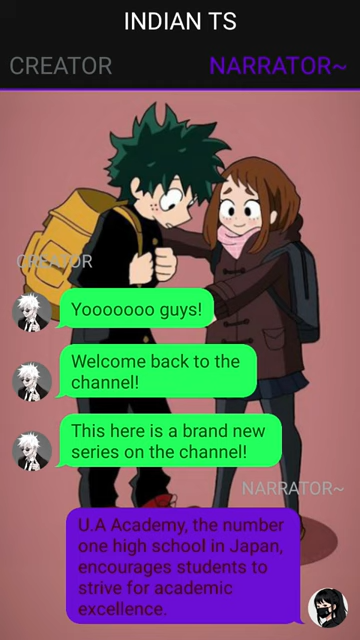 INDIAN TS
CREATOR
NARRATOR~
CREATOR
Yooooooo guys!
Welcome back to the
channel!
This here is a brand new
series on the channel!
NARRATOR~
U.A Academy, the number
one high school in Japan,
encourages students to
strive for academic
excellence.